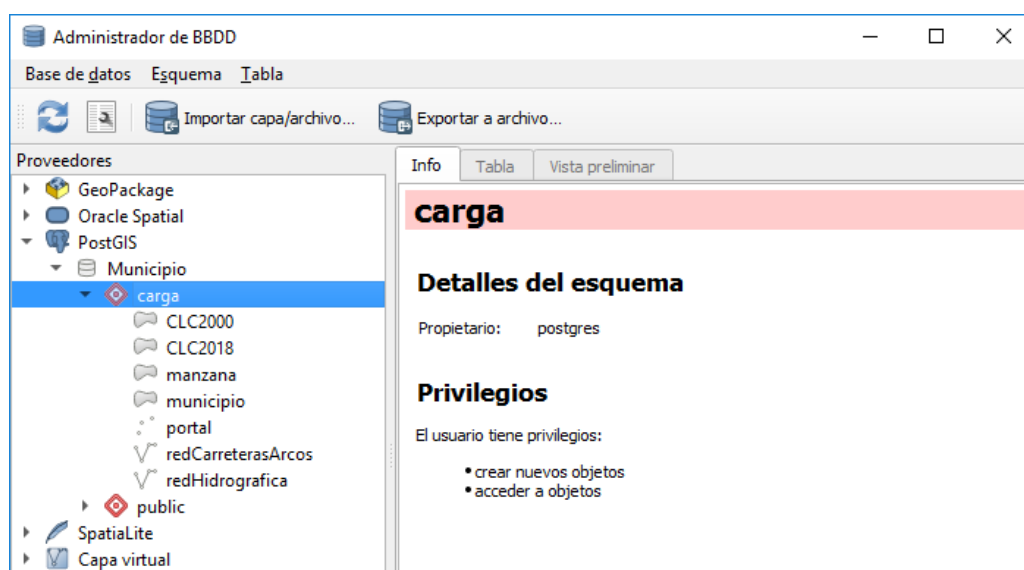 Administrador de BBDD
Base de datos Esquema Tabla
Importar capa/archivo... Exportar a archivo...
Proveedores
GeoPackage
Oracle Spatial
PostGIS
Municipio
carga
CLC2000
CLC2018
manzana
municipio
portal
redCarreterasArcos
redHidrografica
public
SpatiaLite
Capa virtual
Info Tabla Vista preliminar
carga
Detalles del esquema
Propietario: postgres
Privilegios
El usuario tiene privilegios:
• crear nuevos objetos
• acceder a objetos